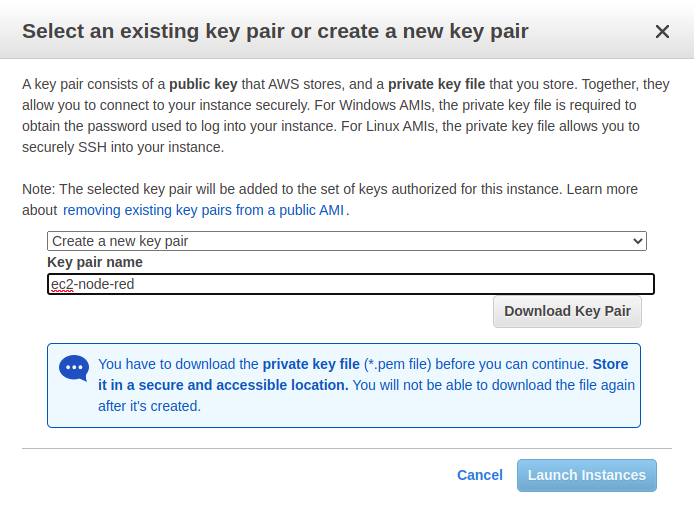 Select an existing key pair or create a new key pair
A key pair consists of a public key that AWS stores, and a private key file that you store. Together, they
allow you to connect to your instance securely. For Windows AMIs, the private key file is required to
obtain the password used to log into your instance. For Linux AMIs, the private key file allows you to
securely SSH into your instance.
Note: The selected key pair will be added to the set of keys authorized for this instance. Learn more
about removing existing key pairs from a public AMI.
Create a new key pair
Key pair name
ec2-node-red
Download Key Pair
You have to download the private key file (*.pem file) before you can continue. Store
it in a secure and accessible location. You will not be able to download the file again
after it's created.
Cancel
Launch Instances